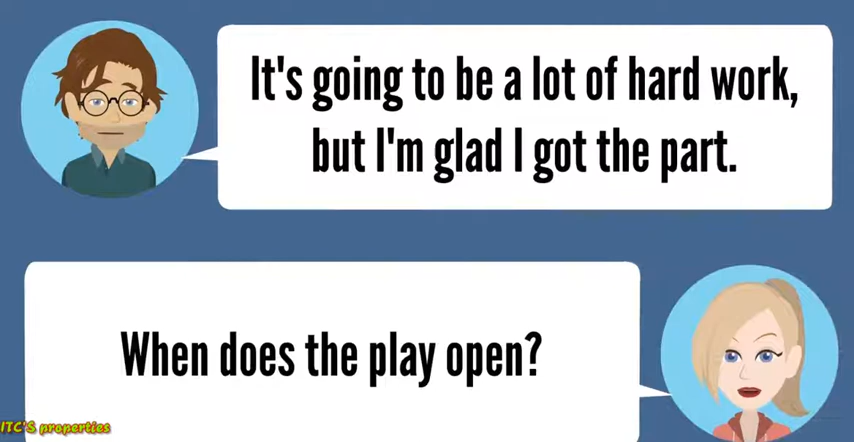 It's going to be a lot of hard work,
but I'm glad I got the part.
When does the play open?
ITC'S properties